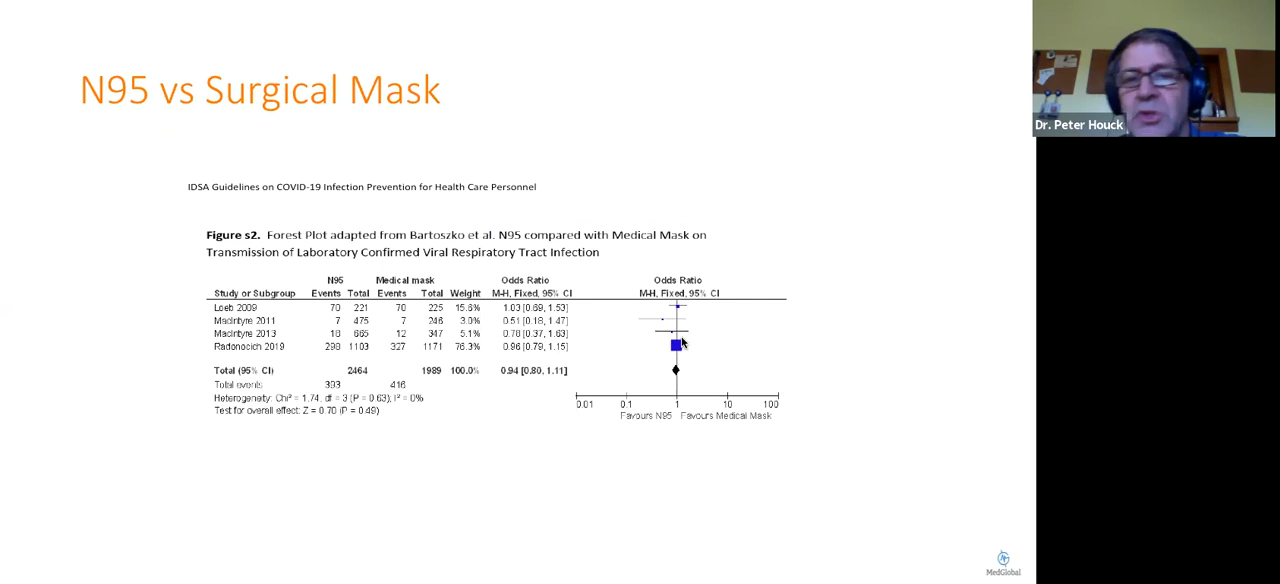 N95 vs Surgical Mask
Dr. Peter Houck
IDSA Guidelines on COVID-19 Infection Prevention for Health Care Personnel
Figure s2. Forest Plot adapted from Bartoszko et al. N95 compared with Medical Mask on
Transmission of Laboratory Confirmed Viral Respiratory Tract Infection
N95 Medical mask Odds Ratio Odds Ratio
Study or Subgroup Events Total Events Total Weight M-H, Fixed, 95% CI M-H, Fixed, 95% CI
Loeb 2009 70 221 70 225 15.6% 1.03 [0.69, 1.53]
MacIntyre 2011 7 475 7 246 3.0% 0.51 [0.18, 1.47]
MacIntyre 2013 18 665 12 347 5.1% 0.78 [0.37, 1.63]
Radonocich 2019 298 1103 327 1171 76.3% 0.96 [0.79, 1.15]
Total (95% CI) 2464 1989 100.0% 0.94 [0.80, 1.11]
Total events 393 416
Heterogeneity: Chi² = 1.74, df = 3 (P = 0.63); I² = 0%
Test for overall effect: Z = 0.70 (P = 0.49)
0.01 0.1 1 10 100
Favours N95 Favours Medical Mask
MedGlobal